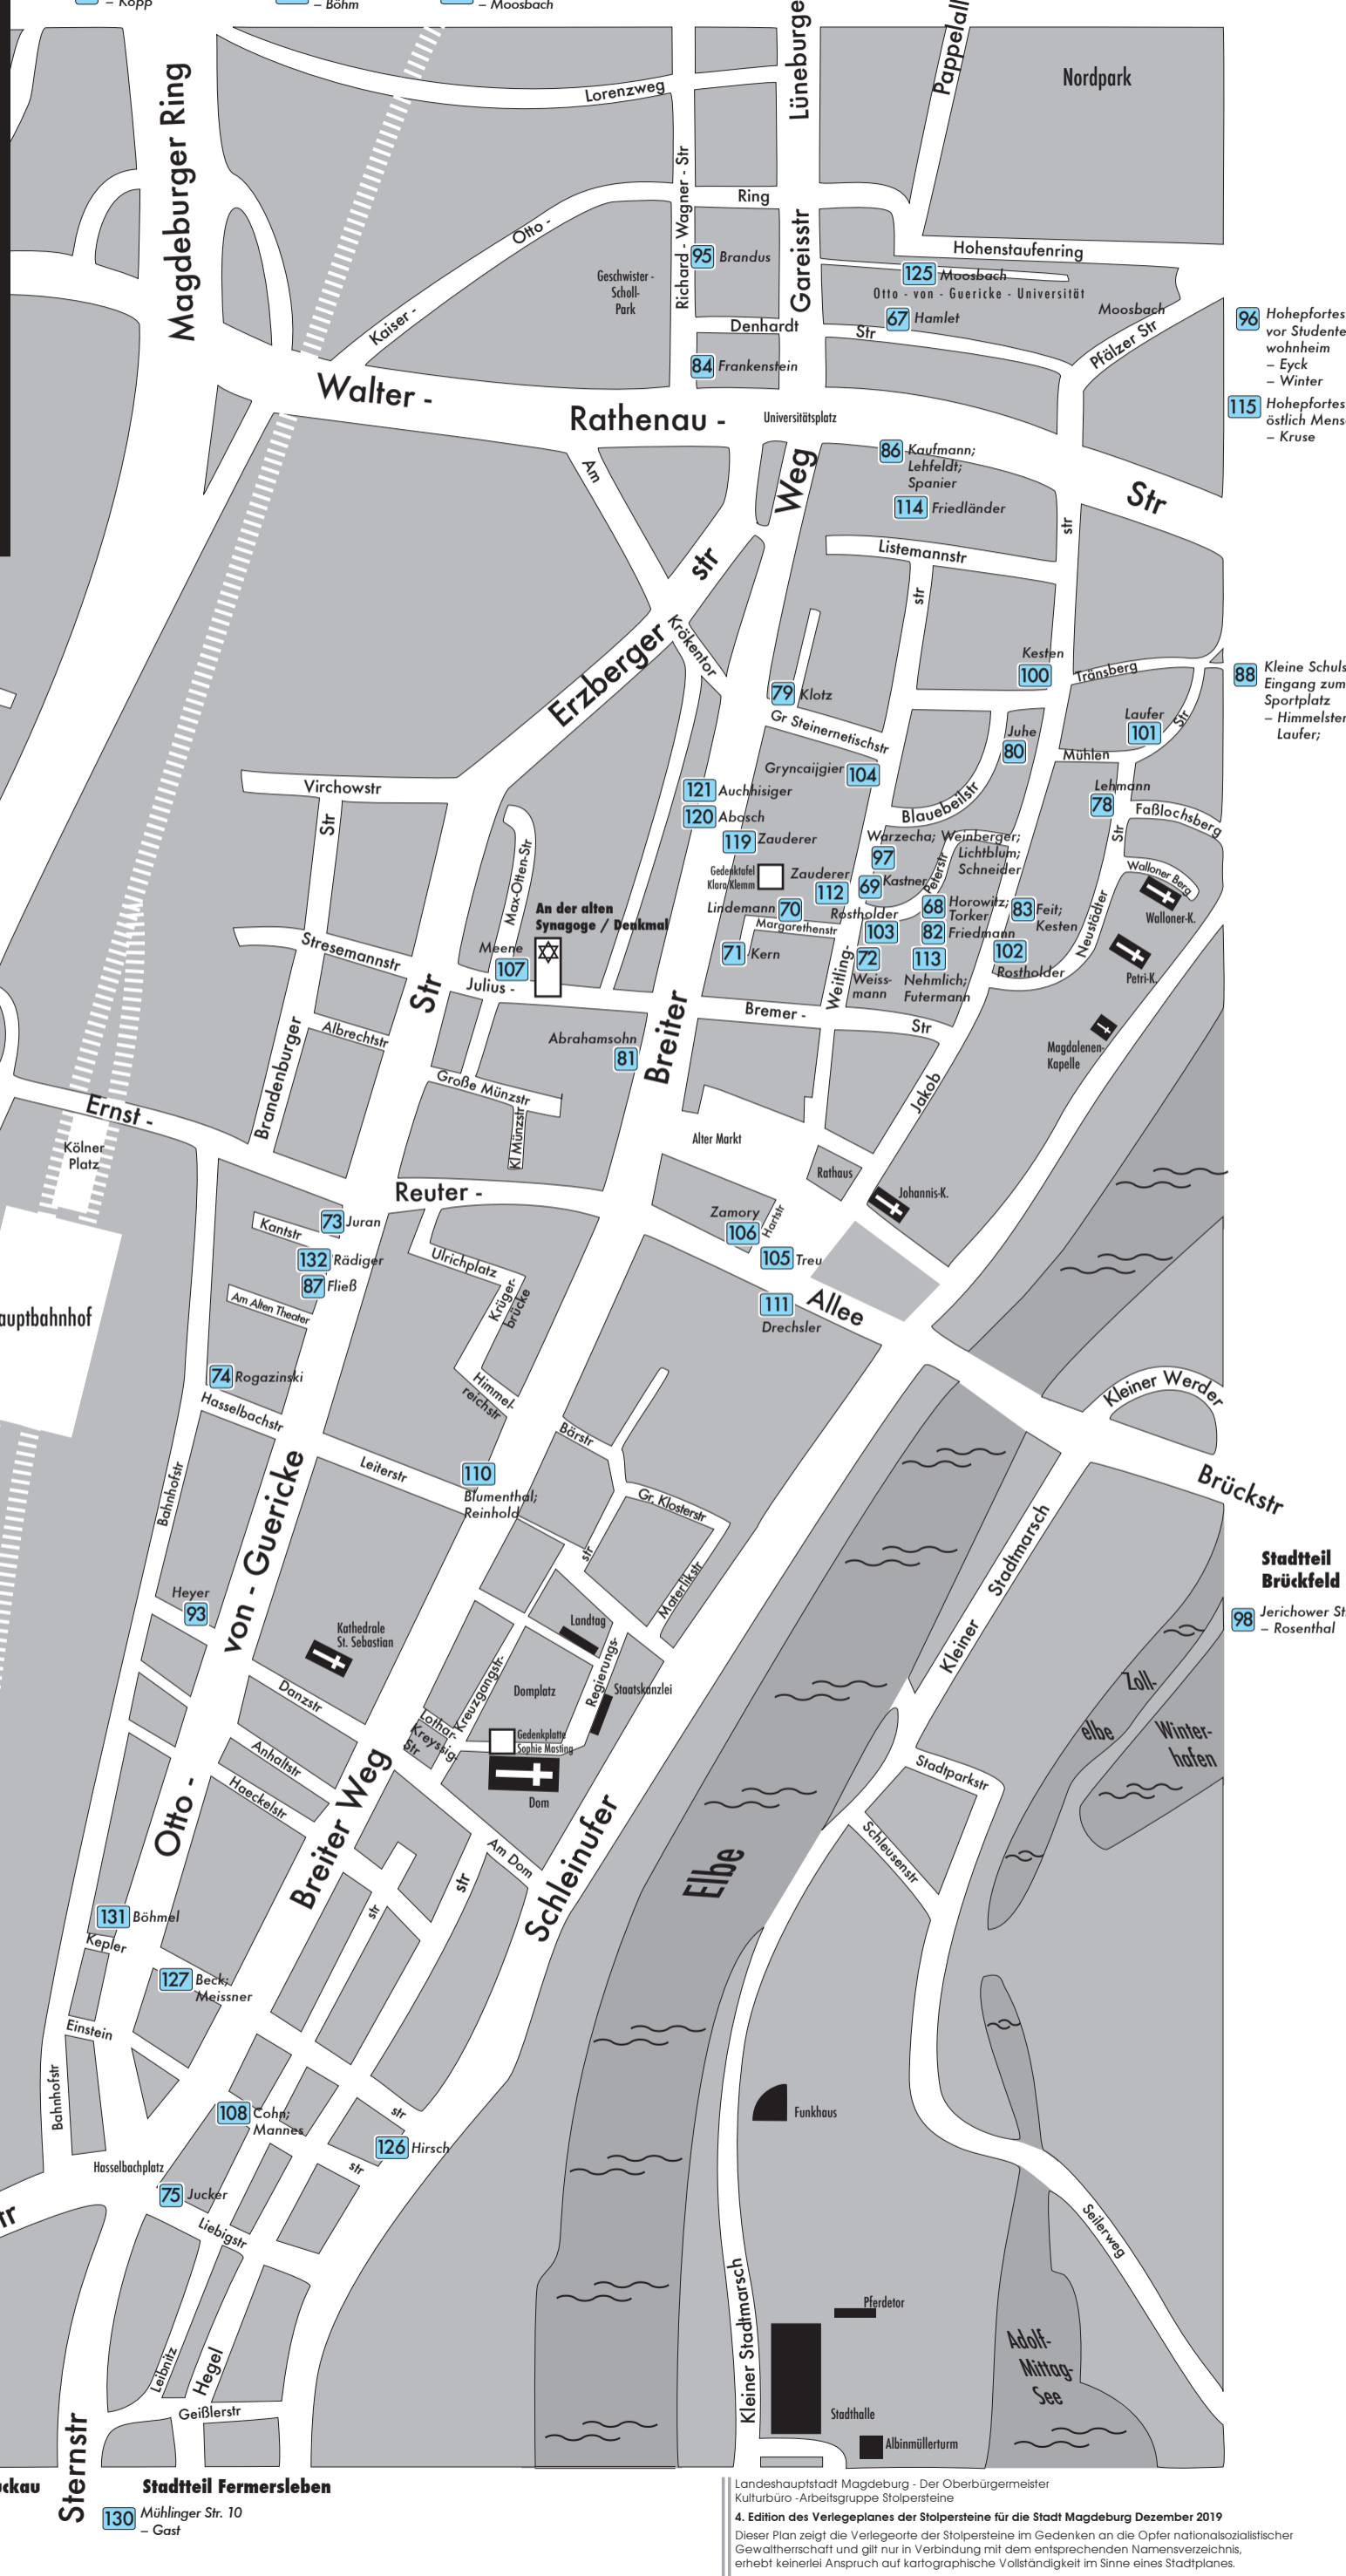 – Kopp
– Böhm
– Moosbach
Magdeburger Ring
Lorenzweg
Lüneburge
Pappelall
Nordpark
Richard - Wagner - Str
Ring
Otto -
Kaiser -
Gareisstr
Hohenstaufenring
95 Brandus
125 Moosbach
Otto - von - Guericke - Universität
Geschwister -
Scholl-
Park
67 Hamlet
Moosbach
Denhardt
Str
Pfälzer Str
84 Frankenstein
96 Hohepfortes
vor Studente
wohnheim
– Eyck
– Winter
115 Hohepfortes
östlich Mens
– Kruse
Walter -
Rathenau -
Universitätsplatz
Str
Am
Weg
86 Kaufmann;
Lehfeldt;
Spanier
114 Friedländer
str
Listemannstr
str
str
Erzberger
Krökentor
Kesten
100
Tränsberg
88 Kleine Schuls
Eingang zum
Sportplatz
– Himmelster
Laufer;
79 Klotz
Gr Steinernetischstr
Laufer
101
Str
Juhe
80
Mühlen
Gryncaijgier 104
Virchowstr
121 Auchhisiger
120 Abosch
119 Zauderer
Blauebeilstr
Lehmann
78
Faßlochsberg
Str
Str
Max-Otten-Str
Warzecha; Weinberger;
Lichtblum;
Schneider
97
Peterstr
Gedenktafel
Klara Klemm
Zauderer
112
69 Kastner
Walloner Berg
Walloner-K.
An der alten
Synagoge / Denkmal
Lindemann 70
Rostholder
103
68 Horowitz;
Torker
83 Feit;
Kesten
Margarethenstr
82 Friedmann
Neustädter
Stresemannstr
Meene
107
71 Kern
72
Weiss-
mann
113
Nehmlich;
Futermann
102
Rostholder
Petri-K.
Julius -
Str
Weitling-
Bremer -
Str
Brandenburger
Albrechtstr
Abrahamsohn
81
Breiter
Magdalenen-
Kapelle
Große Münzstr
Kl Münzstr
Jakob
Ernst -
Kölner
Platz
Alter Markt
Rathaus
Johannis-K.
Reuter -
73 Juran
Kantstr
132 Rädiger
87 Fließ
Am Alten Theater
Ulrichplatz
Krüger-
brücke
Zamory
106
Hartstr
105 Treu
111
Drechsler
Allee
auptbahnhof
74 Rogazinski
Hasselbachstr
Himmel-
reichstr
Kleiner Werder
Bärstr
Leiterstr
110
Blumenthal;
Reinhold
Gr. Klosterstr
Brückstr
Bahnhofstr
von - Guericke
str
Materlikstr
Kleiner Stadtmarsch
Stadtteil
Brückfeld
98 Jerichower St
– Rosenthal
Heyer
93
Kathedrale
St. Sebastian
Landtag
Regierungs-
Staatskanzlei
Domplatz
Kreuzgangstr-
Danzstr
Lothar-
Kreyssig-
Str
Gedenkplatte
Sophie Masting
Dom
Zoll-
elbe
Winter-
hafen
Anhaltstr
Haeckelstr
Otto -
Breiter Weg
Stadtparkstr
Schleusenstr
Am Dom
Schleinufer
Elbe
str
str
131 Böhmel
Kepler
127 Beck;
Meissner
Einstein
Bahnhofstr
108 Cohn;
Mannes
str
126 Hirsch
str
Hasselbachplatz
75 Jucker
Liebigstr
tr
Funkhaus
Seilerweg
Kleiner Stadtmarsch
Pferdetor
Adolf-
Mittag-
See
Leibnitz
Hegel
Geißlerstr
Stadthalle
Albinmüllerturm
Sternstr
ckau
Stadtteil Fermersleben
130 Mühlinger Str. 10
– Gast
Landeshauptstadt Magdeburg - Der Oberbürgermeister
Kulturbüro -Arbeitsgruppe Stolpersteine
4. Edition des Verlegeplanes der Stolpersteine für die Stadt Magdeburg Dezember 2019
Dieser Plan zeigt die Verlegeorte der Stolpersteine im Gedenken an die Opfer nationalsozialistischer
Gewaltherrschaft und gilt nur in Verbindung mit dem entsprechenden Namensverzeichnis,
erhebt keinerlei Anspruch auf kartographische Vollständigkeit im Sinne eines Stadtplanes.